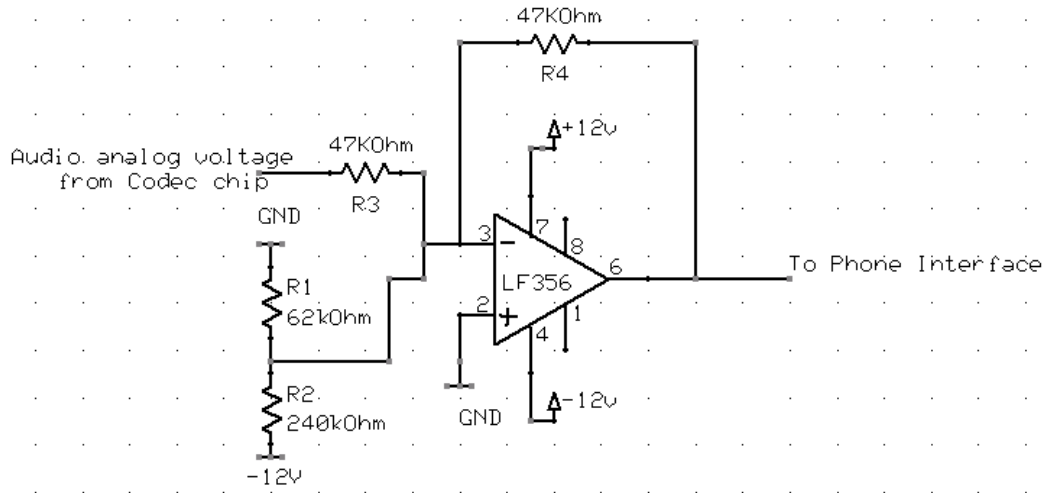 47KOhm
R4
+12v
Audio analog voltage
from Codec chip
47KOhm
R3
GND
7
3
-
8
R1
62kOhm
LF356
6
To Phone Interface
2
+
4
1
R2
240kOhm
GND
-12v
-12V